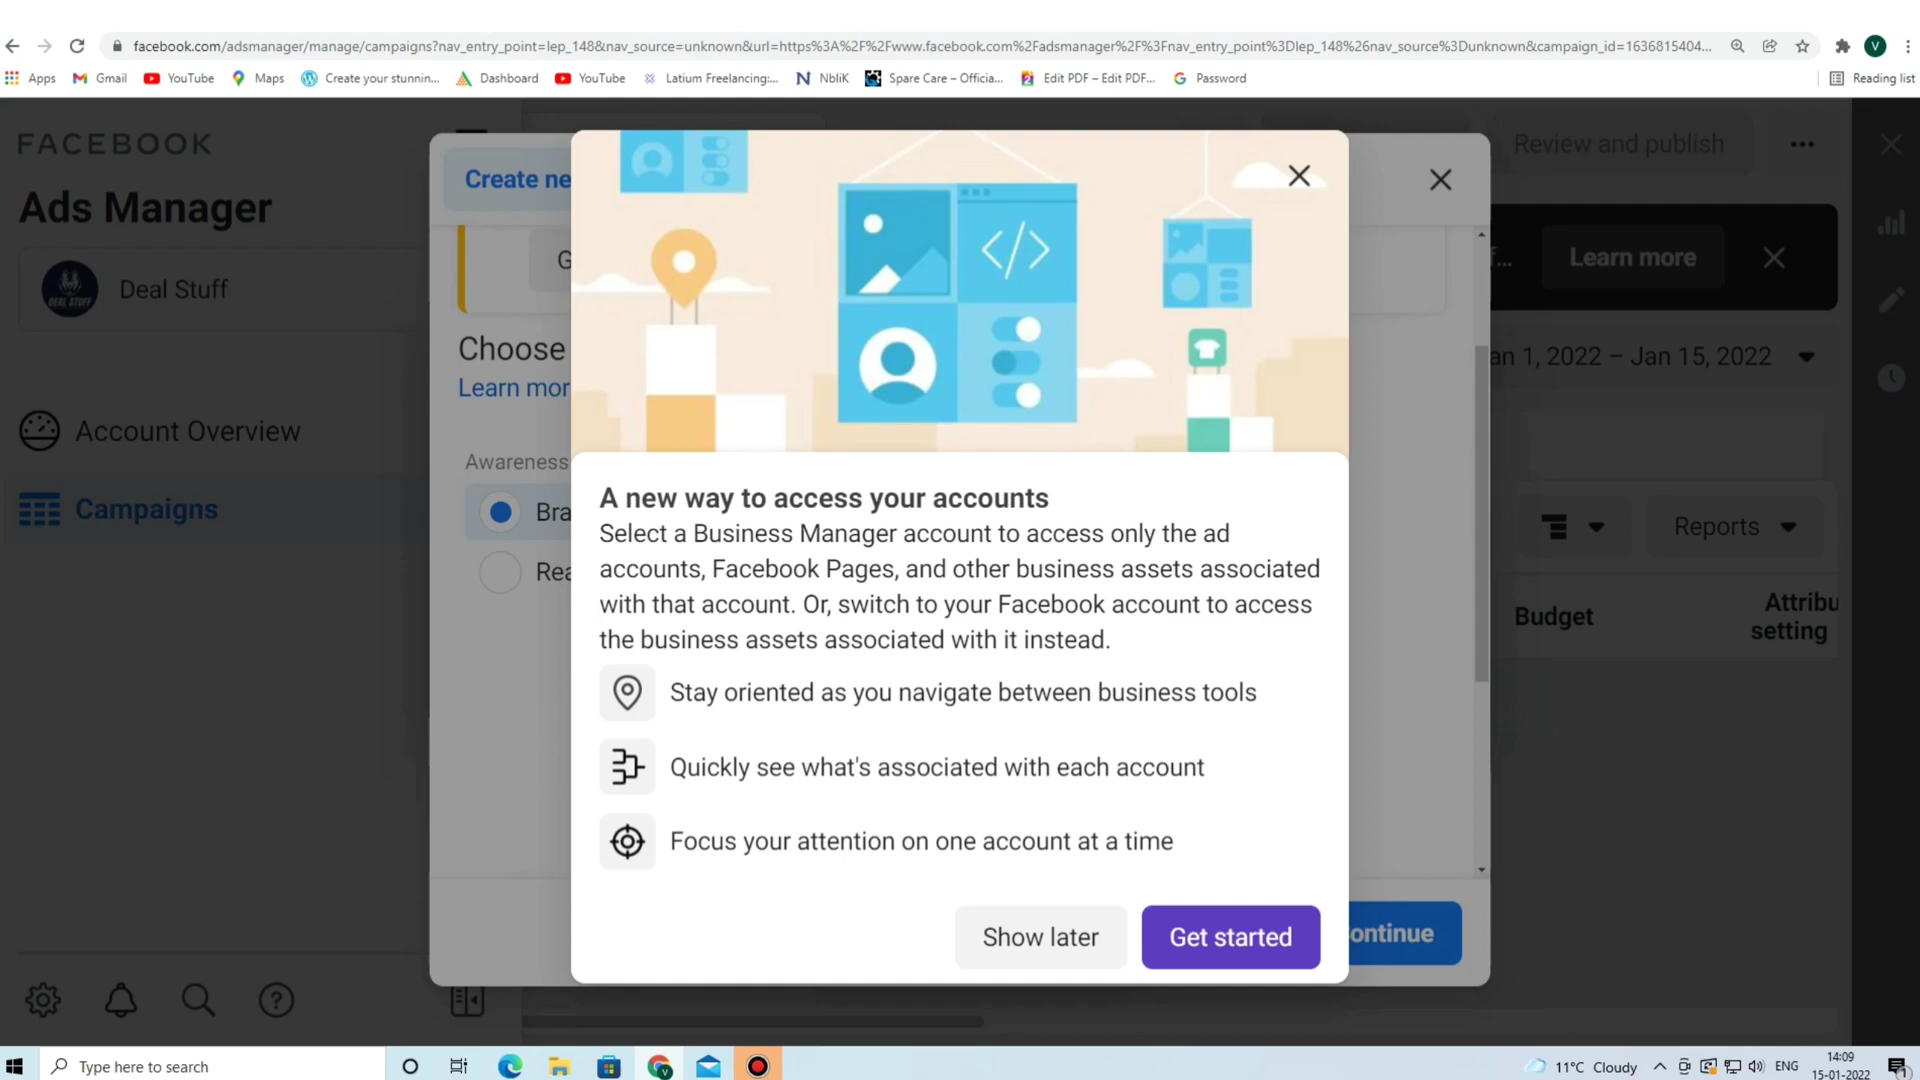 facebook.com/adsmanager/manage/campaigns?nav_entry_point=lep_148&nav_source=unknown&url=https%3A%2F%2Fwww.facebook.com%2Fadsmanager%2F%3Fnav_entry_point%3Dlep_148%26nav_source%3Dunknown&campaign_id=1636815404...
V
Apps Gmail YouTube Maps Create your stunnin... Dashboard YouTube Latium Freelancing:... NbliK Spare Care – Officia... Edit PDF – Edit PDF... Password Reading list
FACEBOOK
Ads Manager
DEAL STUFF
Deal Stuff
Account Overview
Campaigns
Create ne
G
Choose
Learn mor
Awareness
Bra
Rea
A new way to access your accounts
Select a Business Manager account to access only the ad
accounts, Facebook Pages, and other business assets associated
with that account. Or, switch to your Facebook account to access
the business assets associated with it instead.
Stay oriented as you navigate between business tools
Quickly see what's associated with each account
Focus your attention on one account at a time
Show later
Get started
ontinue
Review and publish
f...
Learn more
an 1, 2022 – Jan 15, 2022
Reports
Budget
Attribu
setting
Type here to search
11°C Cloudy
ENG
14:09
15-01-2022
1